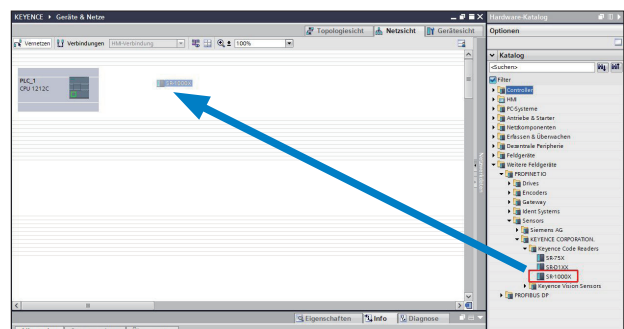 KEYENCE ▸ Geräte & Netze
Topologiesicht Netzsicht Gerätesicht
Vernetzen Verbindungen HMI-Verbindung 100%
PLC_1
CPU 1212C
Hardware-Katalog
Optionen
Katalog
<Suchen>
Filter
Controller
HMI
PC-Systeme
Antriebe & Starter
Netzkomponenten
Erfassen & Überwachen
Dezentrale Peripherie
Feldgeräte
Weitere Feldgeräte
PROFINET IO
Drives
Encoders
Gateway
Ident Systems
Sensors
Siemens AG
KEYENCE CORPORATION.
Keyence Code Readers
SR-75X
SR-D1XX
SR-1000X
Keyence Vision Sensors
PROFIBUS DP
Eigenschaften Info Diagnose